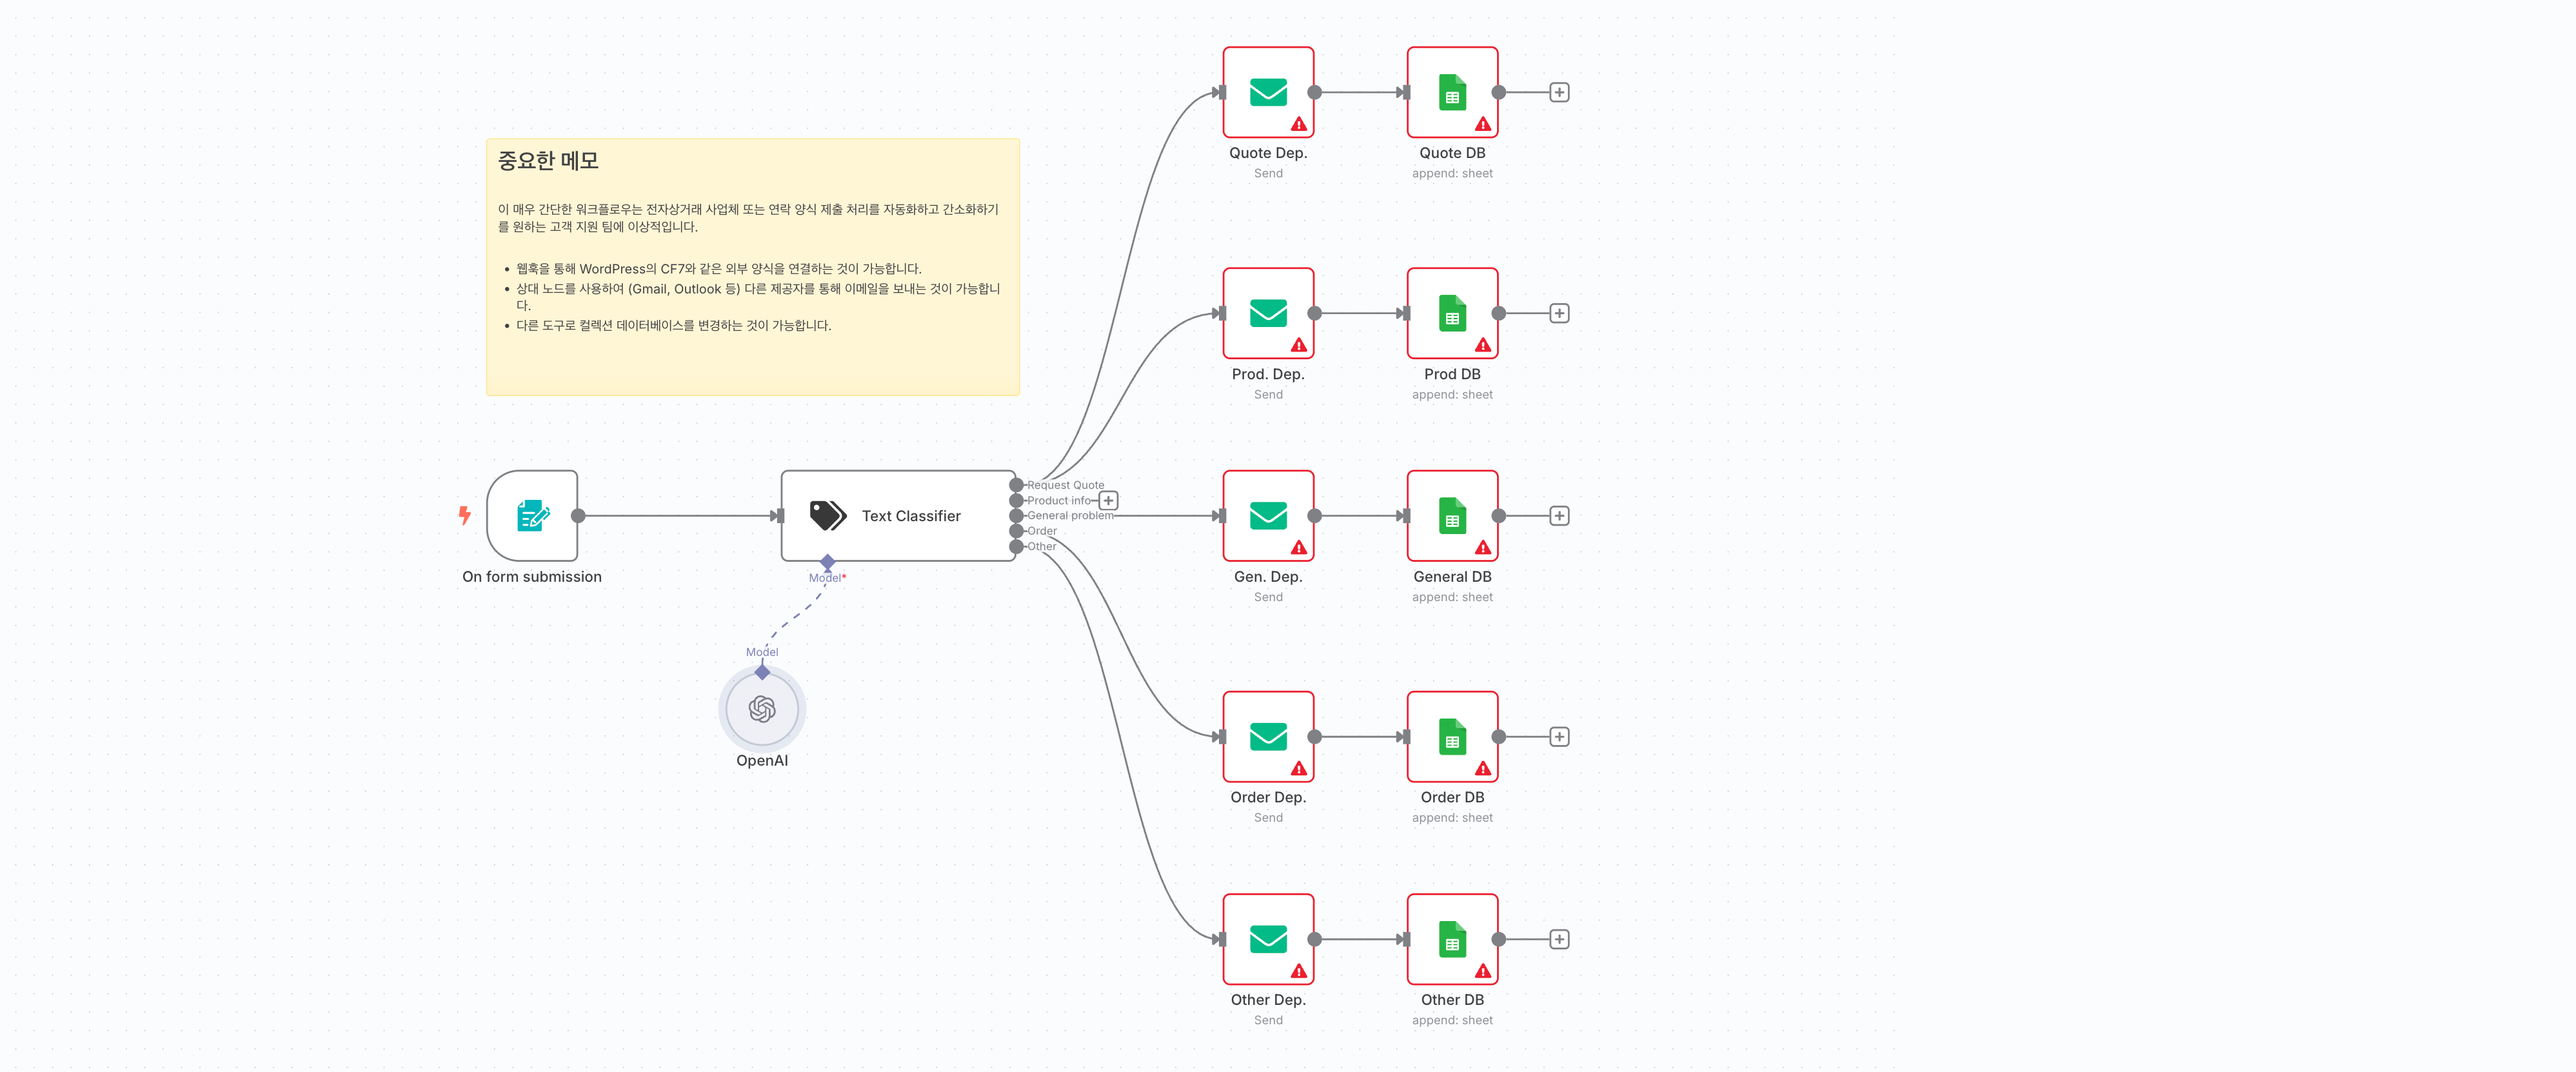 Quote Dep.
Send
Quote DB
append: sheet
중요한 메모
이 매우 간단한 워크플로우는 전자상거래 사업체 또는 연락 양식 제출 처리를 자동화하고 간소화하기
를 원하는 고객 지원 팀에 이상적입니다.
• 웹훅을 통해 WordPress의 CF7와 같은 외부 양식을 연결하는 것이 가능합니다.
• 상대 노드를 사용하여 (Gmail, Outlook 등) 다른 제공자를 통해 이메일을 보내는 것이 가능합니
다.
• 다른 도구로 컬렉션 데이터베이스를 변경하는 것이 가능합니다.
Prod. Dep.
Send
Prod DB
append: sheet
On form submission
Text Classifier
Model*
Request Quote
Product info
General problem
Order
Other
Gen. Dep.
Send
General DB
append: sheet
Model
OpenAI
Order Dep.
Send
Order DB
append: sheet
Other Dep.
Send
Other DB
append: sheet